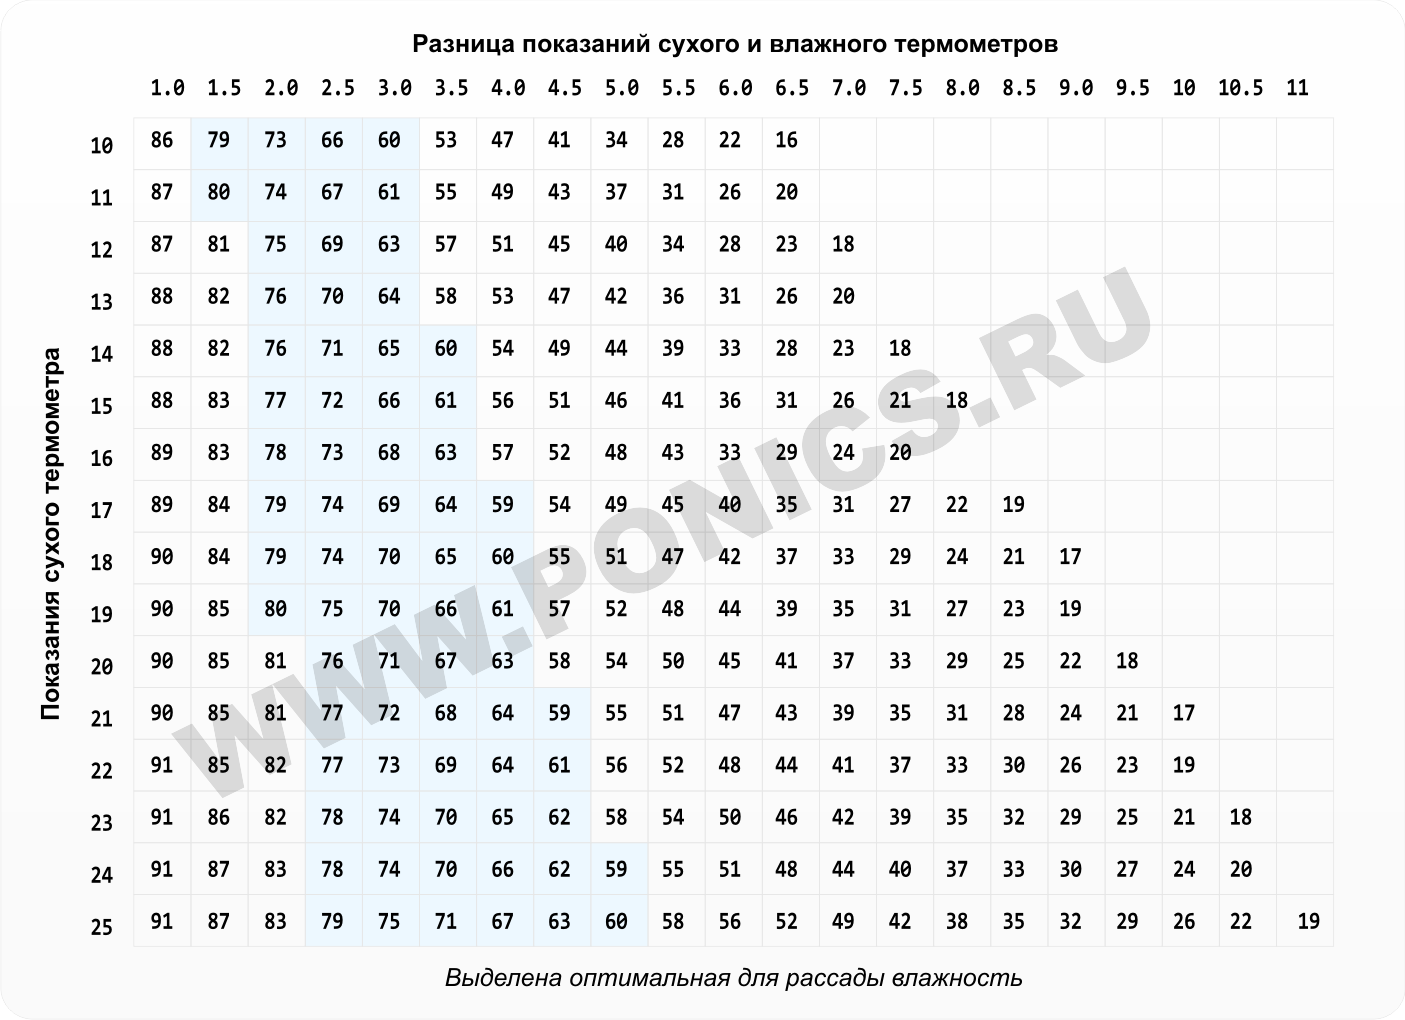 Разница показаний сухого и влажного термометров
1.0 1.5 2.0 2.5 3.0 3.5 4.0 4.5 5.0 5.5 6.0 6.5 7.0 7.5 8.0 8.5 9.0 9.5 10 10.5 11
10 86 79 73 66 60 53 47 41 34 28 22 16
11 87 80 74 67 61 55 49 43 37 31 26 20
12 87 81 75 69 63 57 51 45 40 34 28 23 18
13 88 82 76 70 64 58 53 47 42 36 31 26 20
14 88 82 76 71 65 60 54 49 44 39 33 28 23 18
15 88 83 77 72 66 61 56 51 46 41 36 31 26 21 18
16 89 83 78 73 68 63 57 52 48 43 33 29 24 20
17 89 84 79 74 69 64 59 54 49 45 40 35 31 27 22 19
18 90 84 79 74 70 65 60 55 51 47 42 37 33 29 24 21 17
19 90 85 80 75 70 66 61 57 52 48 44 39 35 31 27 23 19
20 90 85 81 76 71 67 63 58 54 50 45 41 37 33 29 25 22 18
21 90 85 81 77 72 68 64 59 55 51 47 43 39 35 31 28 24 21 17
22 91 85 82 77 73 69 64 61 56 52 48 44 41 37 33 30 26 23 19
23 91 86 82 78 74 70 65 62 58 54 50 46 42 39 35 32 29 25 21 18
24 91 87 83 78 74 70 66 62 59 55 51 48 44 40 37 33 30 27 24 20
25 91 87 83 79 75 71 67 63 60 58 56 52 49 42 38 35 32 29 26 22 19
Показания сухого термометра
WWW.PONICS.RU
Выделена оптимальная для рассады влажность